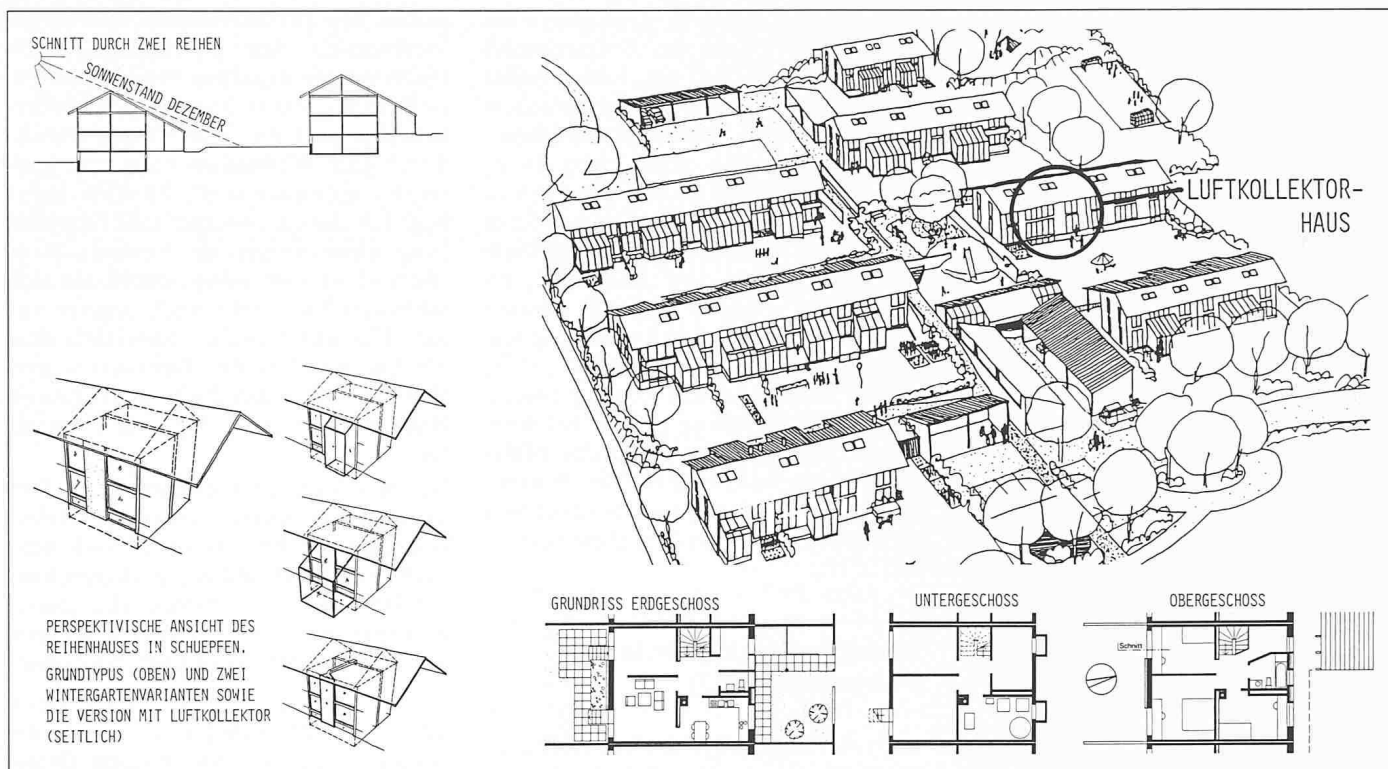 SCHNITT DURCH ZWEI REIHEN
SONNENSTAND DEZEMBER
LUFTKOLLEKTOR-
HAUS
PERSPEKTIVISCHE ANSICHT DES
REIHENHAUSES IN SCHUEPFEN.
GRUNDTYPUS (OBEN) UND ZWEI
WINTERGARTENVARIANTEN SOWIE
DIE VERSION MIT LUFTKOLLEKTOR
(SEITLICH)
GRUNDRISS ERDGESCHOSS
UNTERGESCHOSS
OBERGESCHOSS
Schnitt